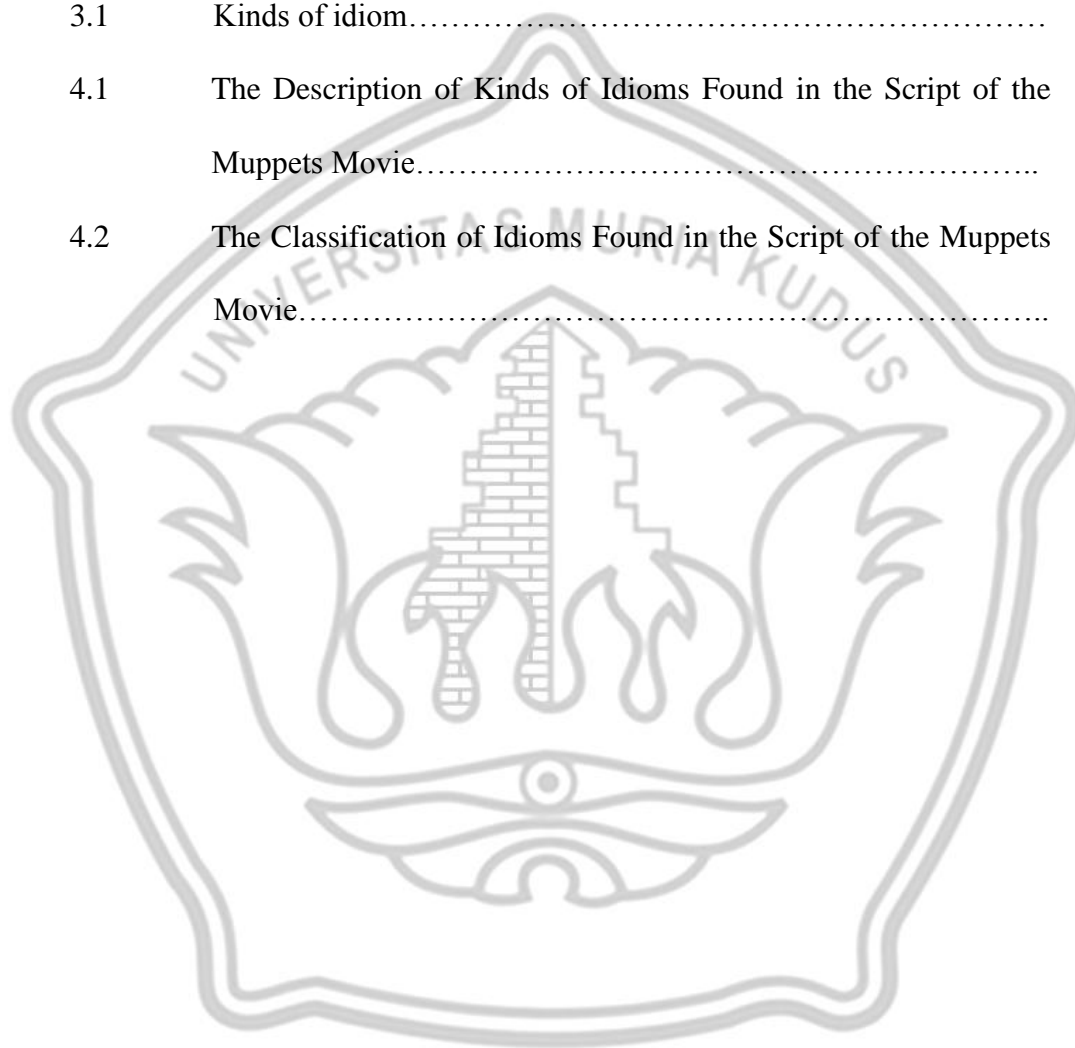 3.1 Kinds of idiom……………………………………………………
4.1 The Description of Kinds of Idioms Found in the Script of the
Muppets Movie…………………………………………………..
4.2 The Classification of Idioms Found in the Script of the Muppets
Movie……………………………………………………………..
UNIVERSITAS MURIA KUDUS